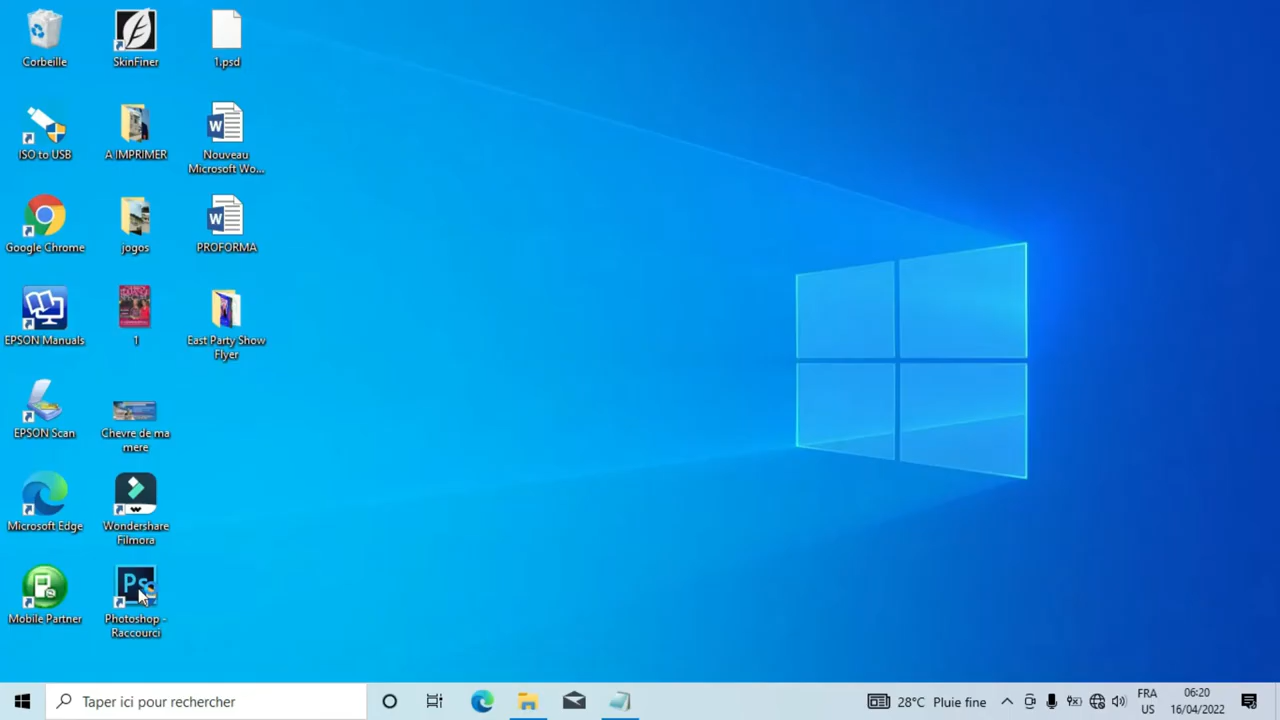 Corbeille
SkinFiner
1.psd
ISO to USB
A IMPRIMER
Nouveau
Microsoft Wo...
Google Chrome
jogos
PROFORMA
EPSON Manuals
1
East Party Show
Flyer
EPSON Scan
Chevre de ma
mere
Microsoft Edge
Wondershare
Filmora
Mobile Partner
Ps
Photoshop -
Raccourci
Taper ici pour rechercher
28°C Pluie fine
FRA
US
06:20
16/04/2022